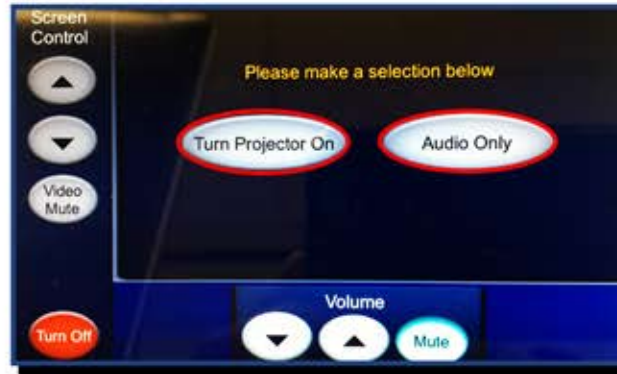 Screen
Control
Please make a selection below
Turn Projector On
Audio Only
Video
Mute
Volume
Turn Off
Mute